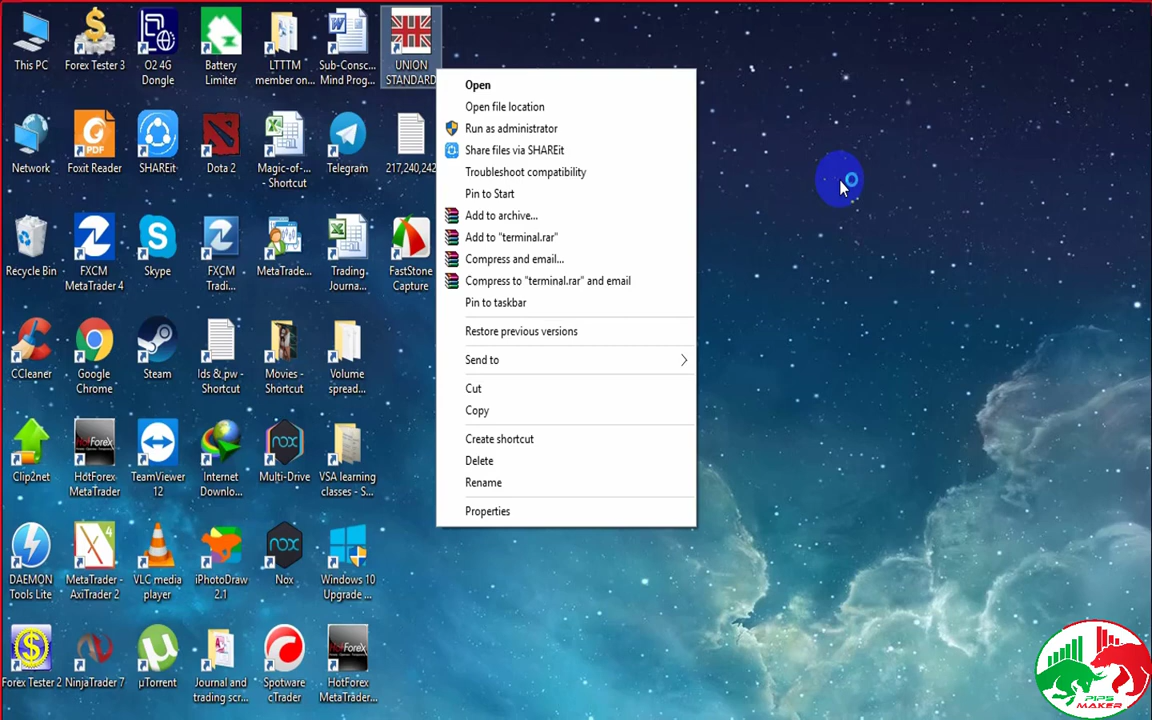 This PC
Forex Tester 3
O2 4G
Dongle
Battery
Limiter
LTTTM
member on...
Sub-Consc...
Mind Prog...
UNION
STANDARD
Network
PDF
Foxit Reader
SHAREit
Dota 2
Magic-of-...
- Shortcut
Telegram
217,240,242
Recycle Bin
FXCM
MetaTrader 4
Skype
FXCM
Tradi...
MetaTrade...
Trading
Journa...
FastStone
Capture
CCleaner
Google
Chrome
Steam
Ids & pw -
Shortcut
Movies -
Shortcut
Volume
spread...
Clip2net
HotForex
HotForex
MetaTrader
TeamViewer
12
Internet
Downlo...
nox
Multi-Drive
VSA learning
classes - S...
DAEMON
Tools Lite
4
MetaTrader -
AxiTrader 2
VLC media
player
iPhotoDraw
2.1
nox
Nox
Windows 10
Upgrade ...
Forex Tester 2
NinjaTrader 7
µTorrent
Journal and
trading scr...
Spotware
cTrader
HotForex
HotForex
MetaTrader...
Open
Open file location
Run as administrator
Share files via SHAREit
Troubleshoot compatibility
Pin to Start
Add to archive...
Add to "terminal.rar"
Compress and email...
Compress to "terminal.rar" and email
Pin to taskbar
Restore previous versions
Send to
Cut
Copy
Create shortcut
Delete
Rename
Properties
PIPS
MAKER